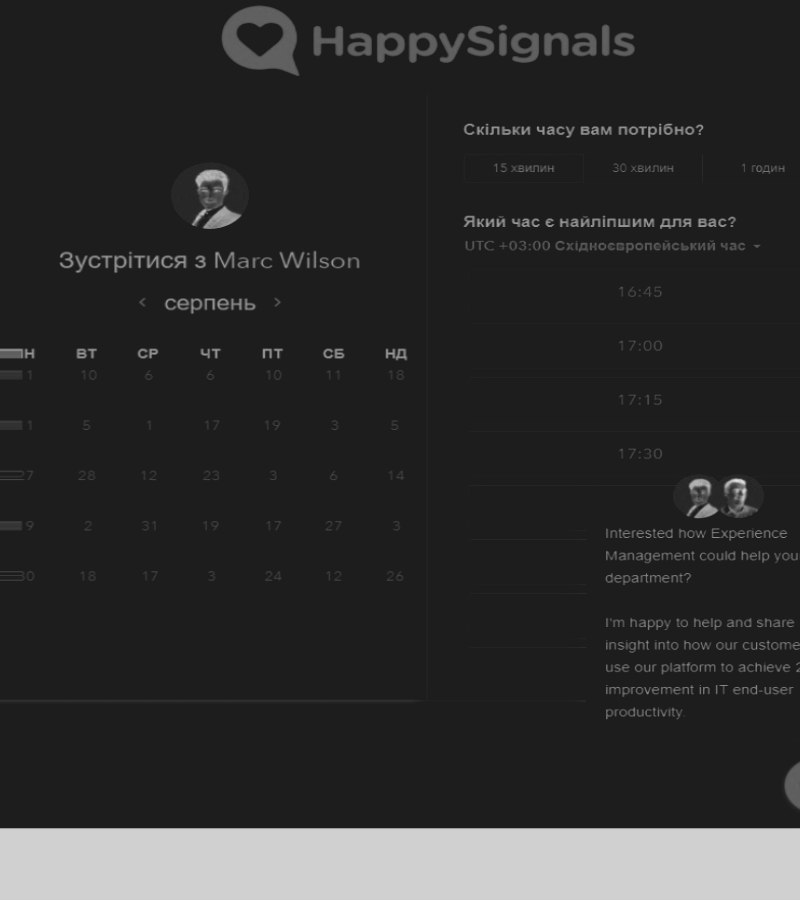 HappySignals
Зустрітися з Marc Wilson
‹ серпень ›
Н ВТ СР ЧТ ПТ СБ НД
1 10 6 6 10 11 18
1 5 1 17 19 3 5
7 28 12 23 3 6 14
9 2 31 19 17 27 3
30 18 17 3 24 12 26
Скільки часу вам потрібно?
15 хвилин 30 хвилин 1 годин
Який час є найліпшим для вас?
UTC +03:00 Східноєвропейський час
16:45
17:00
17:15
17:30
Interested how Experience
Management could help you
department?
I'm happy to help and share
insight into how our custome
use our platform to achieve 2
improvement in IT end-user
productivity.